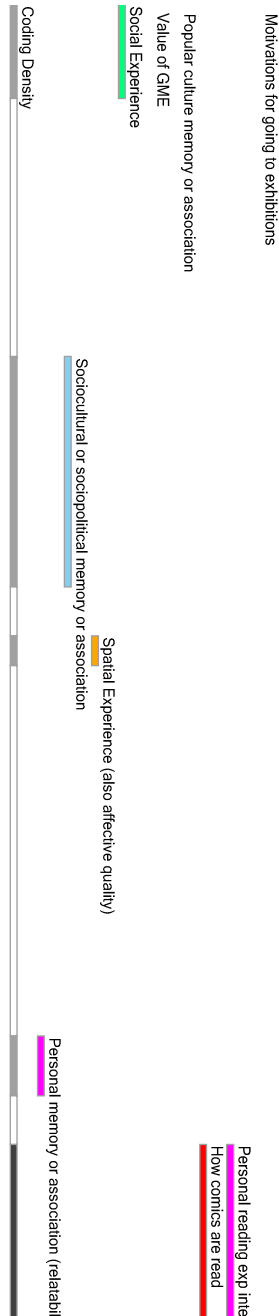 Motivations for going to exhibitions
Personal reading exp inte
How comics are read
Popular culture memory or association
Value of GME
Social Experience
Spatial Experience (also affective quality)
Sociocultural or sociopolitical memory or association
Personal memory or association (relatabil
Coding Density